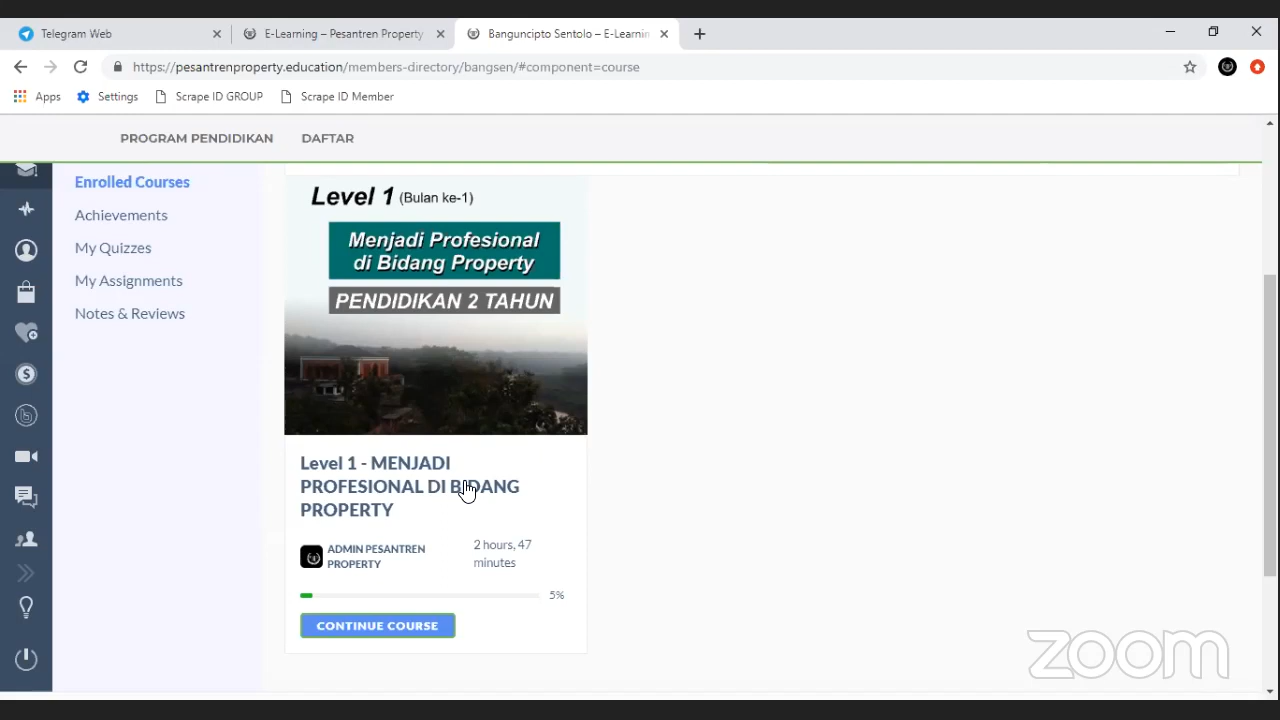 Telegram Web
E-Learning – Pesantren Property
Banguncipto Sentolo – E-Learnin
https://pesantrenproperty.education/members-directory/bangsen/#component=course
Apps
Settings
Scrape ID GROUP
Scrape ID Member
PROGRAM PENDIDIKAN
DAFTAR
Enrolled Courses
Achievements
My Quizzes
My Assignments
Notes & Reviews
Level 1 (Bulan ke-1)
Menjadi Profesional
di Bidang Property
PENDIDIKAN 2 TAHUN
Level 1 - MENJADI
PROFESIONAL DI BIDANG
PROPERTY
ADMIN PESANTREN
PROPERTY
2 hours, 47
minutes
5%
CONTINUE COURSE
zoom